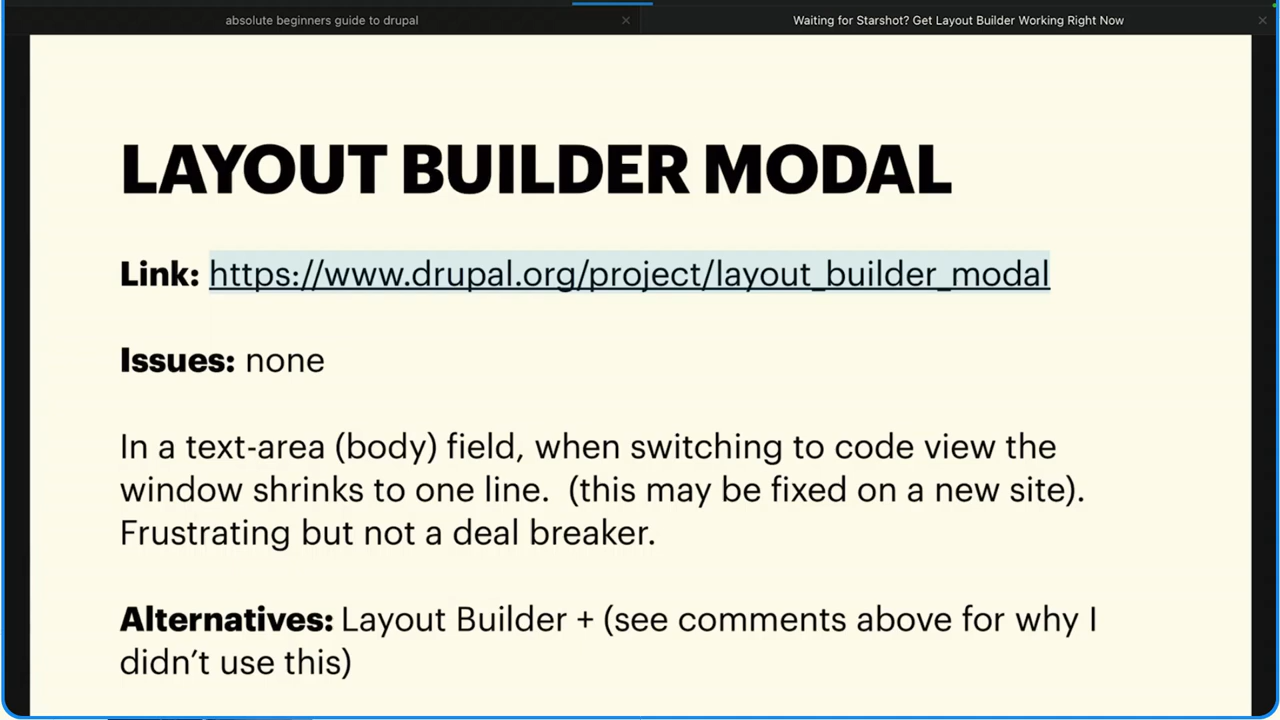 absolute beginners guide to drupal
Waiting for Starshot? Get Layout Builder Working Right Now
LAYOUT BUILDER MODAL
Link: https://www.drupal.org/project/layout_builder_modal
Issues: none
In a text-area (body) field, when switching to code view the
window shrinks to one line.  (this may be fixed on a new site).
Frustrating but not a deal breaker.
Alternatives: Layout Builder + (see comments above for why I
didn’t use this)